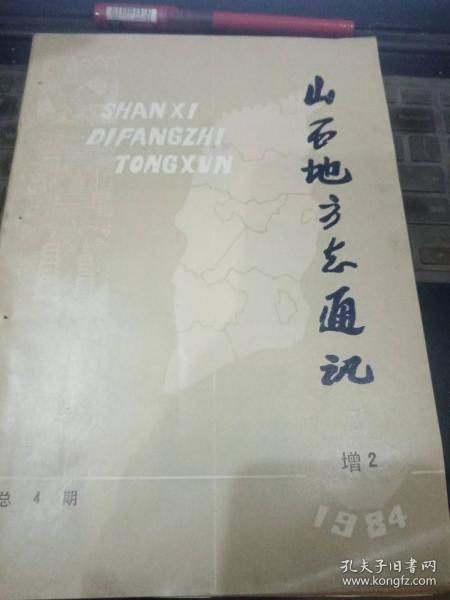 SHANXI
DIFANGZHI
TONGXUN
山西地方志通讯
增2
总 4 期
1984
孔夫子旧书网
www.kongfz.com